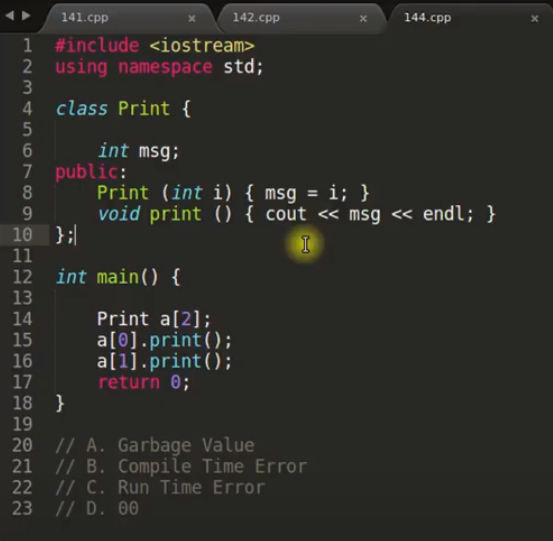 141.cpp × 142.cpp × 144.cpp ×
1 #include <iostream>
2 using namespace std;
3
4 class Print {
5
6 int msg;
7 public:
8 Print (int i) { msg = i; }
9 void print () { cout << msg << endl; }
10 };
11
12 int main() {
13
14 Print a[2];
15 a[0].print();
16 a[1].print();
17 return 0;
18 }
19
20 // A. Garbage Value
21 // B. Compile Time Error
22 // C. Run Time Error
23 // D. 00